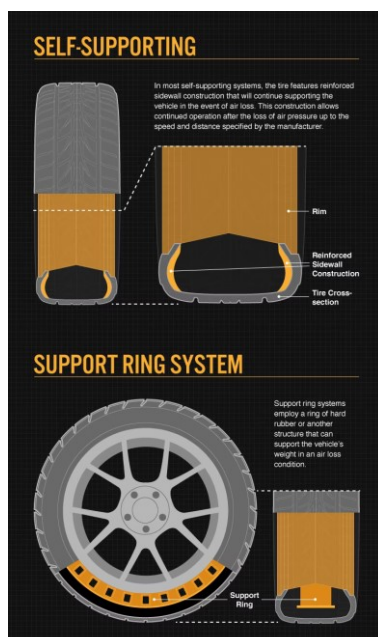 SELF-SUPPORTING
In most self-supporting systems, the tire features reinforced
sidewall construction that will continue supporting the
vehicle in the event of air loss. This construction allows
continued operation after the loss of air pressure up to the
speed and distance specified by the manufacturer.
Rim
Reinforced
Sidewall
Construction
Tire Cross-
section
SUPPORT RING SYSTEM
Support ring systems
employ a ring of hard
rubber or another
structure that can
support the vehicle's
weight in an air loss
condition.
Support
Ring